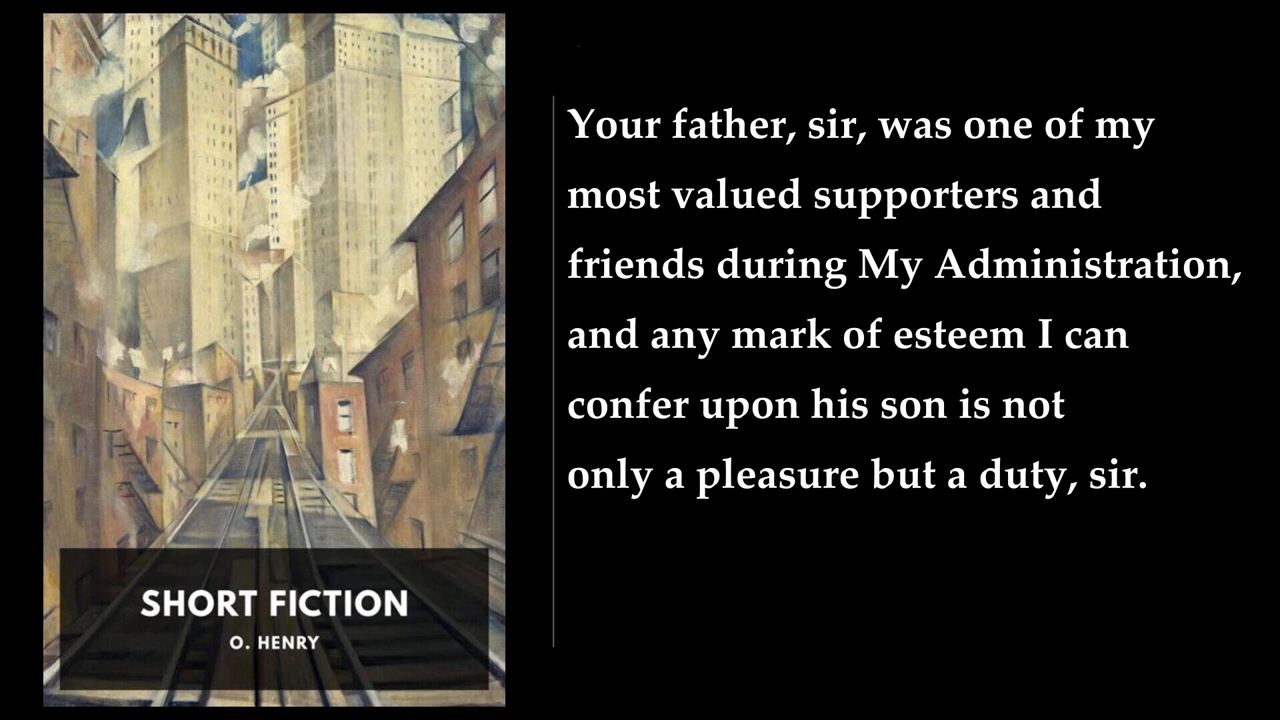 SHORT FICTION
O. HENRY
Your father, sir, was one of my
most valued supporters and
friends during My Administration,
and any mark of esteem I can
confer upon his son is not
only a pleasure but a duty, sir.